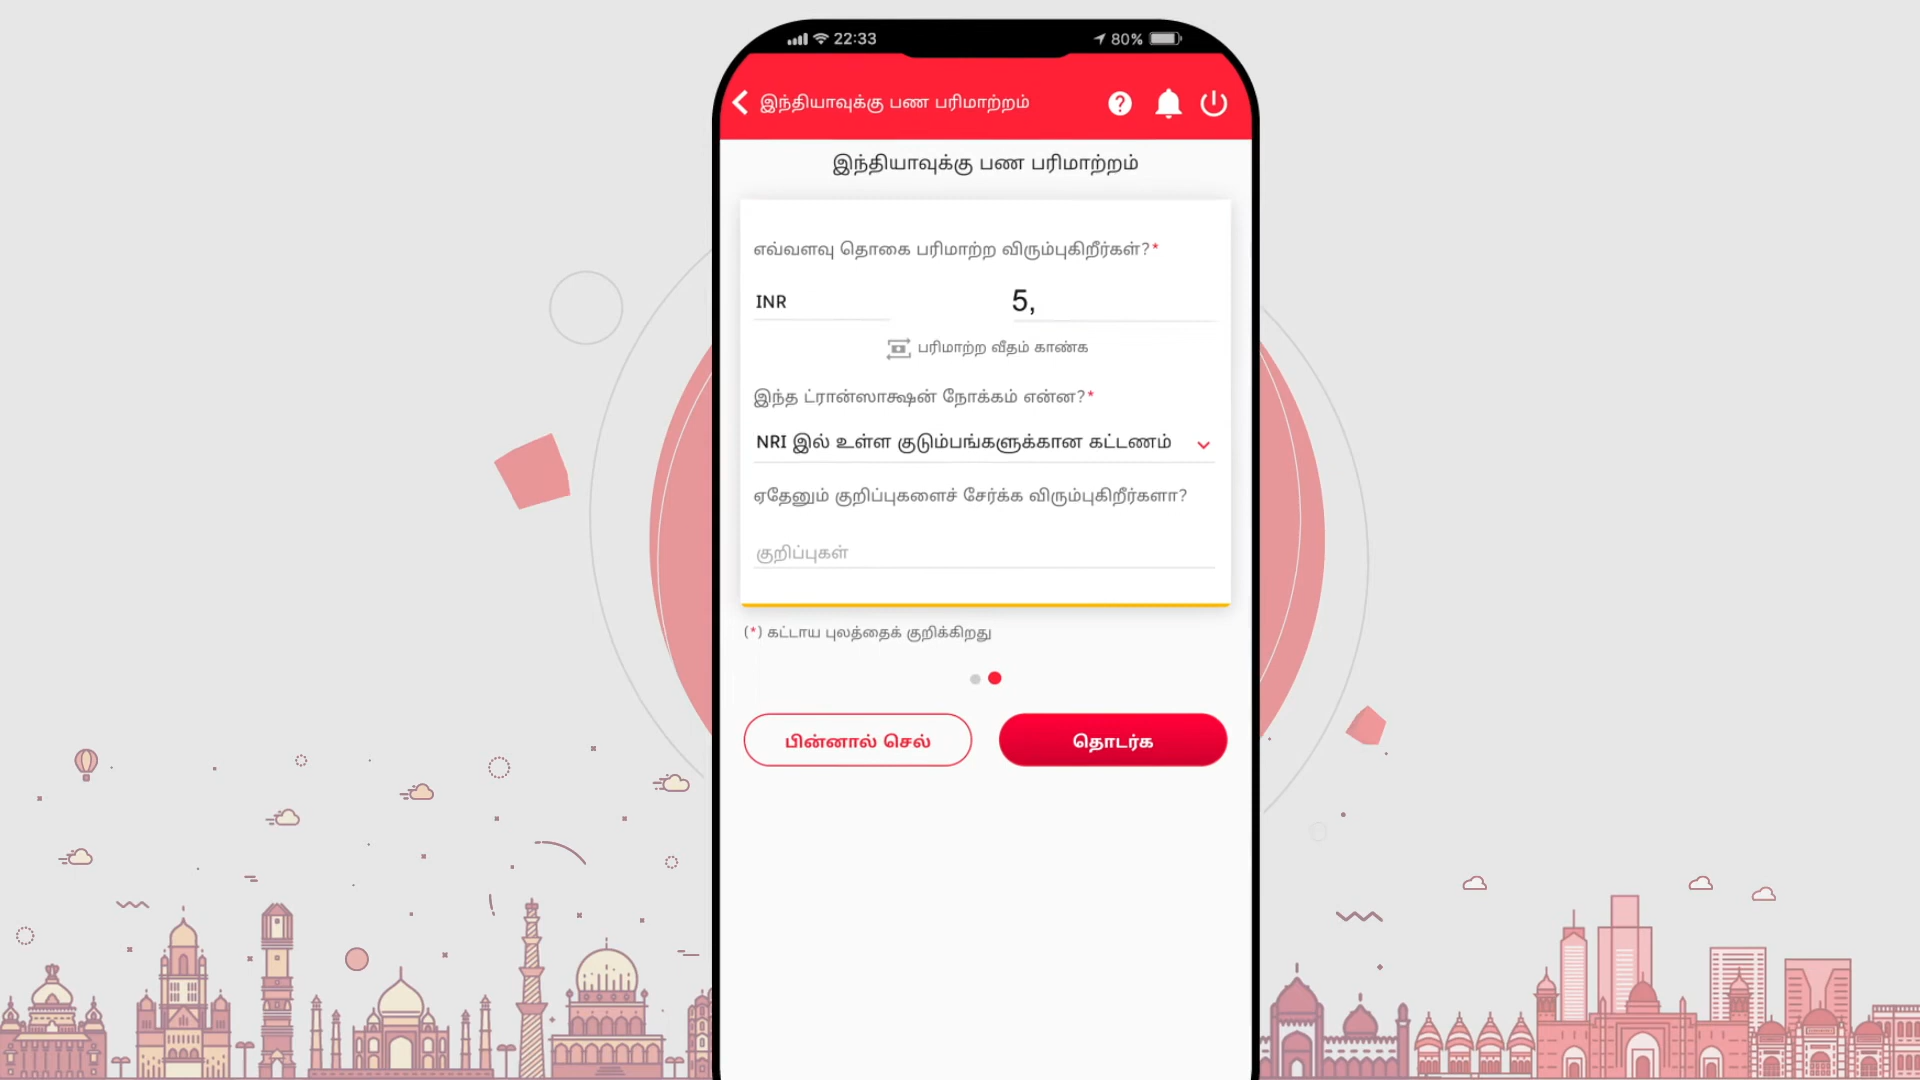 22:33
80%
இந்தியாவுக்கு பண பரிமாற்றம்
இந்தியாவுக்கு பண பரிமாற்றம்
எவ்வளவு தொகை பரிமாற்ற விரும்புகிறீர்கள்?*
INR 5,
பரிமாற்ற வீதம் காண்க
இந்த ட்ரான்ஸாக்ஷன் நோக்கம் என்ன?*
NRI இல் உள்ள குடும்பங்களுக்கான கட்டணம்
ஏதேனும் குறிப்புகளைச் சேர்க்க விரும்புகிறீர்களா?
குறிப்புகள்
(*) கட்டாய புலத்தைக் குறிக்கிறது
பின்னால் செல் தொடர்க